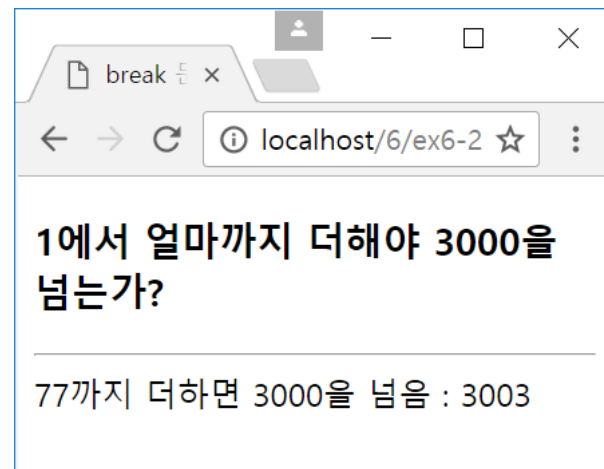 break
localhost/6/ex6-2
1에서 얼마까지 더해야 3000을
넘는가?
77까지 더하면 3000을 넘음 : 3003